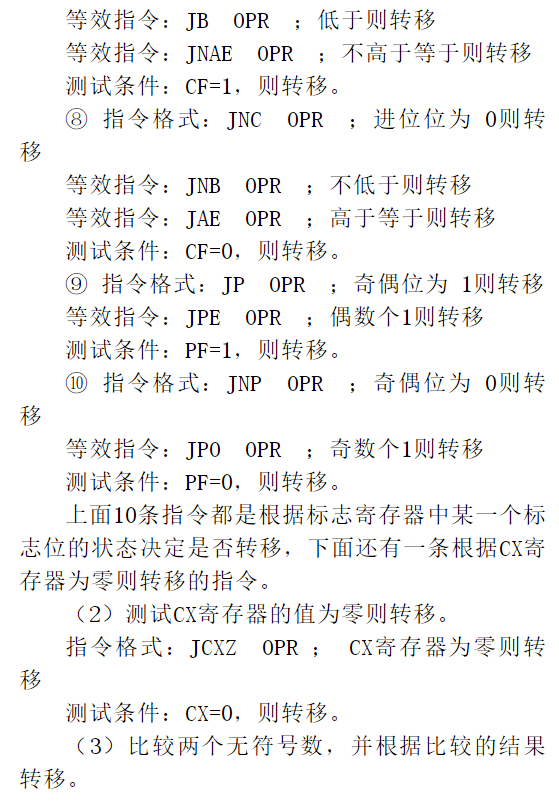 等效指令：JB OPR ；低于则转移
等效指令：JNAE OPR ；不高于等于则转移
测试条件：CF=1，则转移。
⑧ 指令格式：JNC OPR ；进位位为 0则转
移
等效指令：JNB OPR ；不低于则转移
等效指令：JAE OPR ；高于等于则转移
测试条件：CF=0，则转移。
⑨ 指令格式：JP OPR ；奇偶位为 1则转移
等效指令：JPE OPR ；偶数个1则转移
测试条件：PF=1，则转移。
⑩ 指令格式：JNP OPR ；奇偶位为 0则转
移
等效指令：JPO OPR ；奇数个1则转移
测试条件：PF=0，则转移。
上面10条指令都是根据标志寄存器中某一个标
志位的状态决定是否转移，下面还有一条根据CX寄
存器为零则转移的指令。
（2）测试CX寄存器的值为零则转移。
指令格式：JCXZ OPR ； CX寄存器为零则转
移
测试条件：CX=0，则转移。
（3）比较两个无符号数，并根据比较的结果
转移。